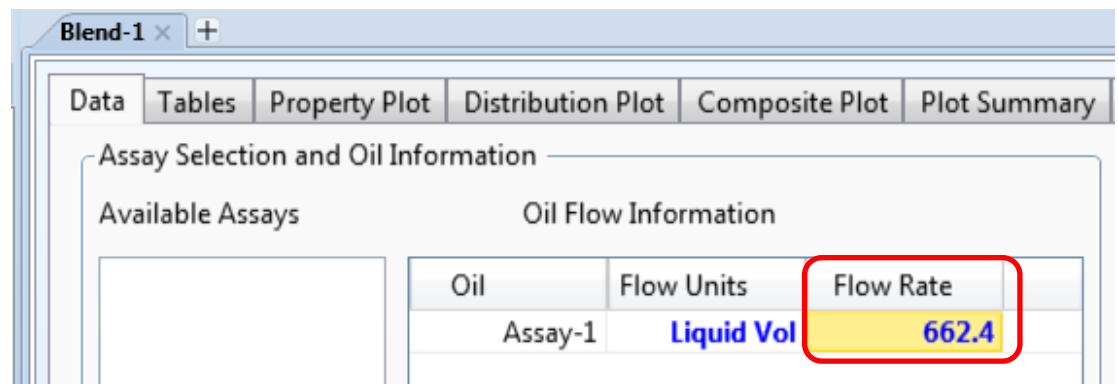 Blend-1 × +
Data Tables Property Plot Distribution Plot Composite Plot Plot Summary
Assay Selection and Oil Information
Available Assays Oil Flow Information
Oil Flow Units Flow Rate
Assay-1 Liquid Vol 662.4